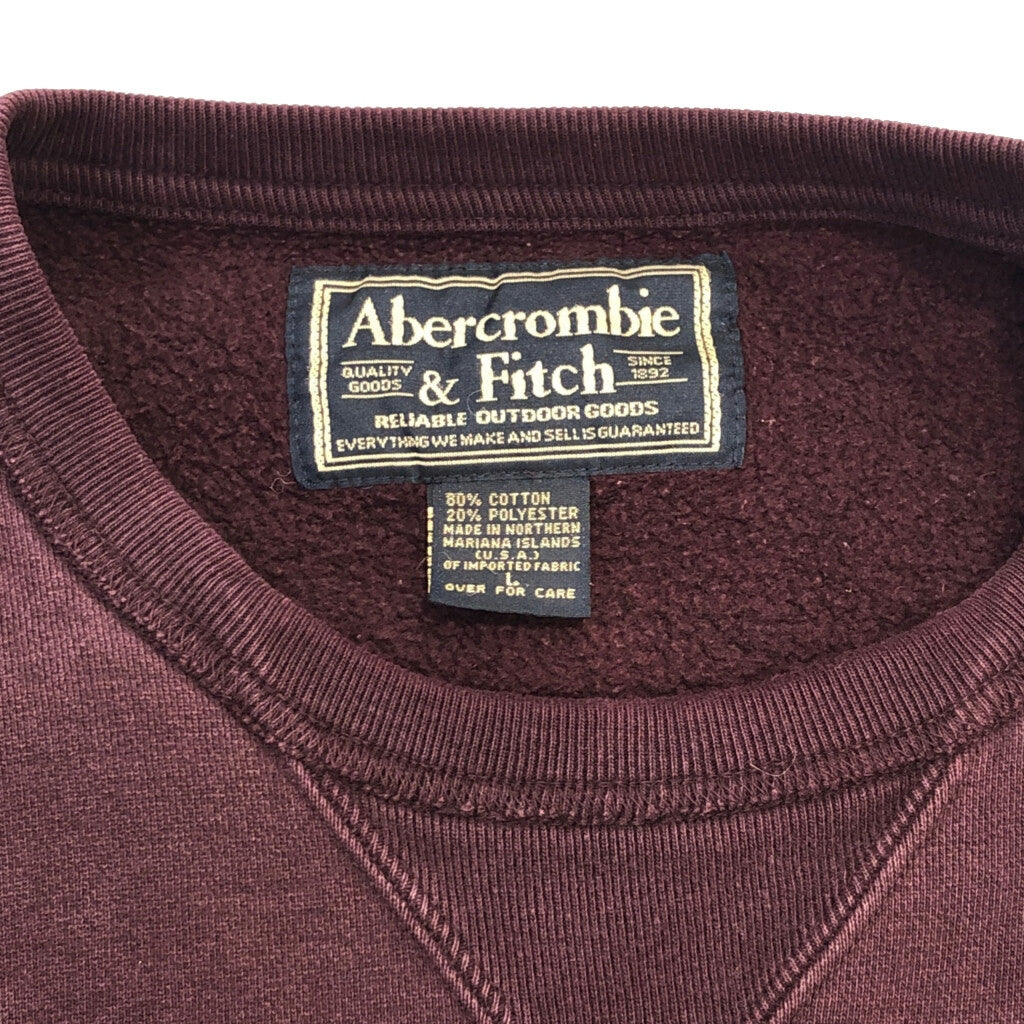 Abercrombie
QUALITY GOODS & Fitch SINCE 1892
RELIABLE OUTDOOR GOODS
EVERYTHING WE MAKE AND SELL IS GUARANTEED
80% COTTON
20% POLYESTER
MADE IN NORTHERN
MARIANA ISLANDS
(U.S.A.)
OF IMPORTED FABRIC
L
OVER FOR CARE